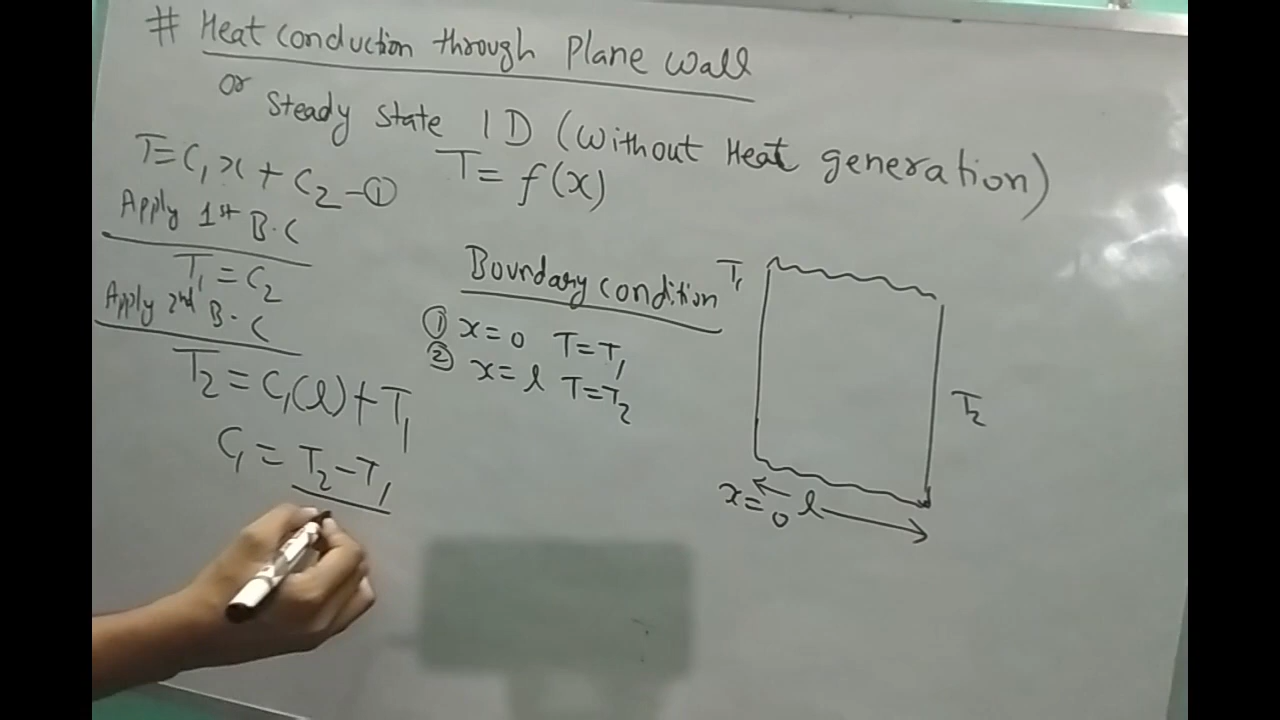 # Heat conduction through Plane Wall
or Steady State 1D (Without Heat generation)
T=C₁x+C₂-①
T=f(x)
Apply 1st B.C
T₁=C₂
Apply 2nd B.C
T₂=C₁(l)+T₁
C₁=T₂-T₁
Boundary condition
① x=0 T=T₁
② x=l T=T₂
T₁
T₂
x=0
l